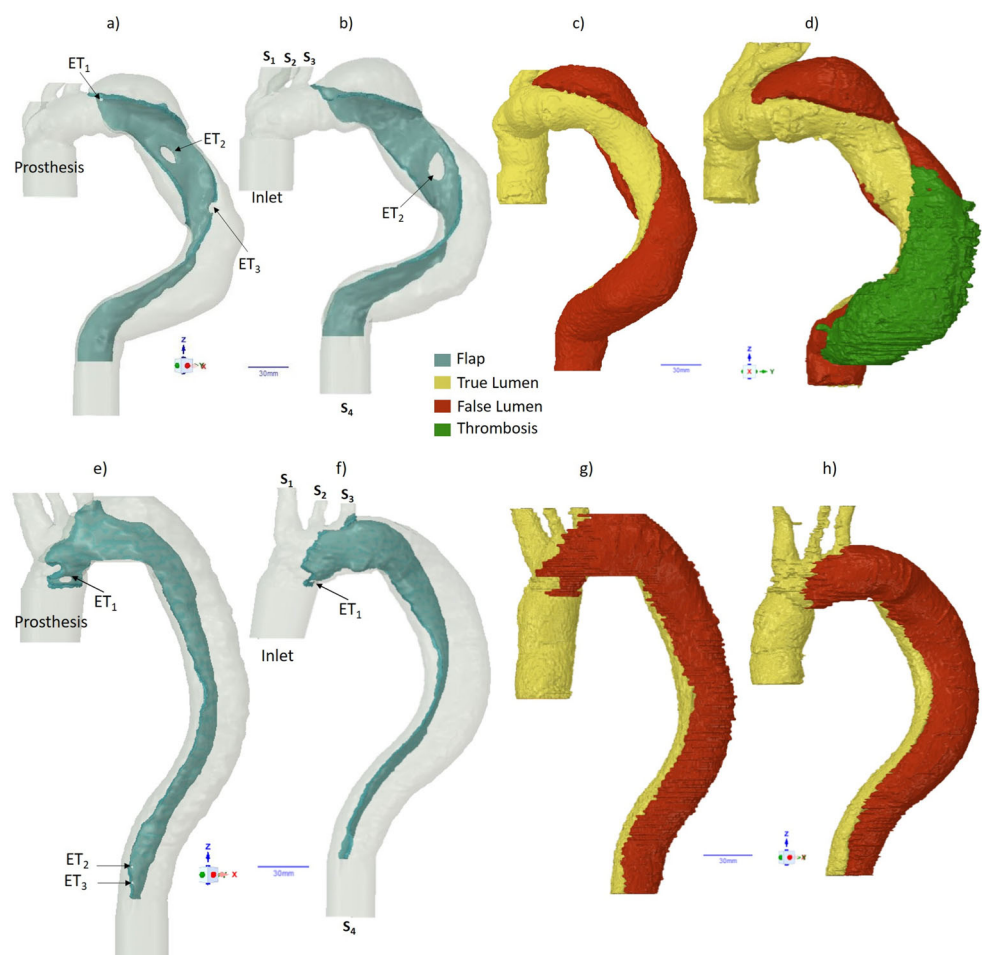 a)
b)
c)
d)
ET1
S1
S2
S3
ET2
Prosthesis
Inlet
ET2
ET3
Z
30mm
S4
Flap
True Lumen
False Lumen
Thrombosis
Z
X
Y
e)
f)
g)
h)
S1
S2
S3
ET1
Prosthesis
ET1
Inlet
ET2
ET3
Z
X
30mm
S4
30mm
Z